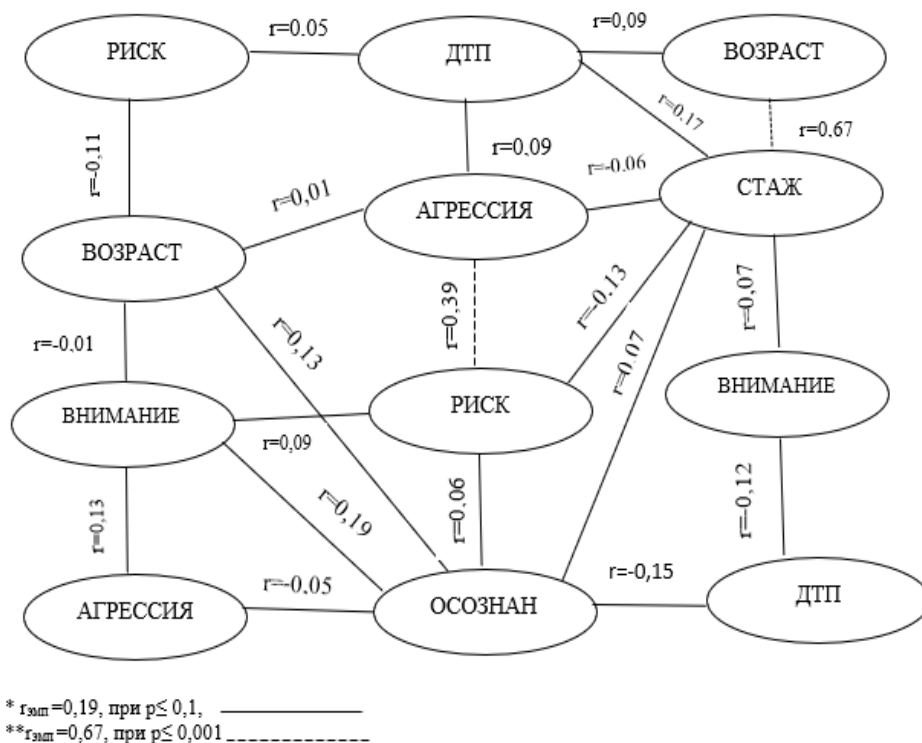 r=0.05
r=0,09
РИСК
ДТП
ВОЗРАСТ
r=0.17
r=-0,11
r=0,09
r=0,67
r=-0.06
СТАЖ
r=0,01
АГРЕССИЯ
ВОЗРАСТ
r=0,39
r=-0.13
r=0,07
r=-0,01
r=0,13
r=0.07
ВНИМАНИЕ
РИСК
ВНИМАНИЕ
r=0,09
r=0,13
r=0,19
r=0.06
r=-0,12
r=-0.05
r=-0,15
АГРЕССИЯ
ОСОЗНАН
ДТП
* rэмп=0,19, при p≤ 0,1,
**rэмп=0,67, при p≤ 0,001